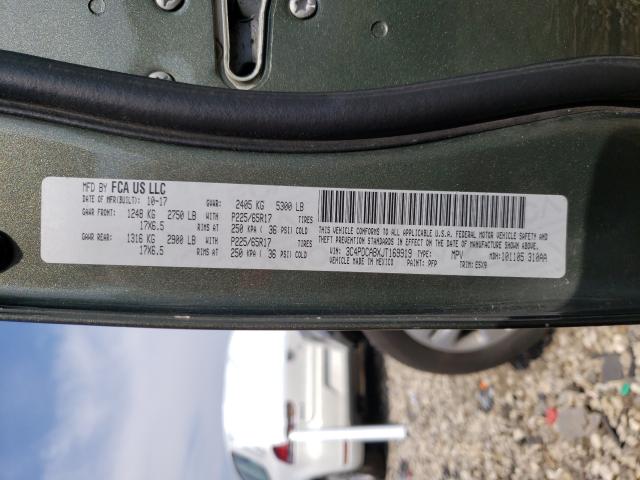 MFD BY FCA US LLC
DATE OF MFR(BUILT): 10-17 GVWR: 2405 KG 5300 LB
GAWR FRONT: 1248 KG 2750 LB WITH P225/65R17 TIRES
17X6.5 RIMS AT 250 KPA ( 36 PSI) COLD
GAWR REAR: 1316 KG 2900 LB WITH P225/65R17 TIRES
17X6.5 RIMS AT 250 KPA ( 36 PSI) COLD
THIS VEHICLE CONFORMS TO ALL APPLICABLE U.S.A. FEDERAL MOTOR VEHICLE SAFETY AND
THEFT PREVENTION STANDARDS IN EFFECT ON THE DATE OF MANUFACTURE SHOWN ABOVE.
VIN: 3C4PDCABXJT169919 TYPE: MPV MDH: 101105 310AA
VEHICLE MADE IN MEXICO PAINT: PFP TRIM: E5X9